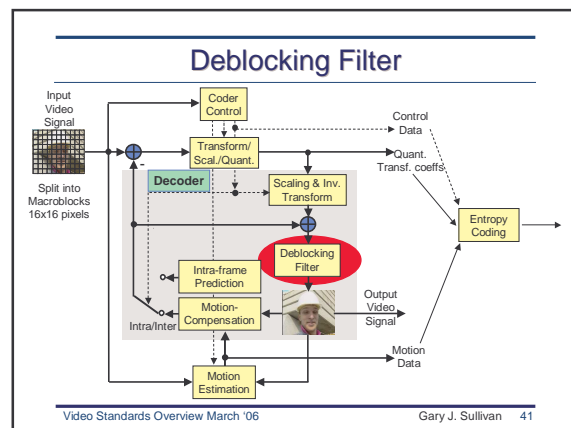 Deblocking Filter
Input
Video
Signal
Split into
Macroblocks
16x16 pixels
Coder
Control
Control
Data
Transform/
Scal./Quant.
-
Quant.
Transf. coeffs
Decoder
Scaling & Inv.
Transform
Entropy
Coding
Deblocking
Filter
Intra-frame
Prediction
Motion-
Compensation
Intra/Inter
Output
Video
Signal
Motion
Data
Motion
Estimation
Video Standards Overview March '06
Gary J. Sullivan 41